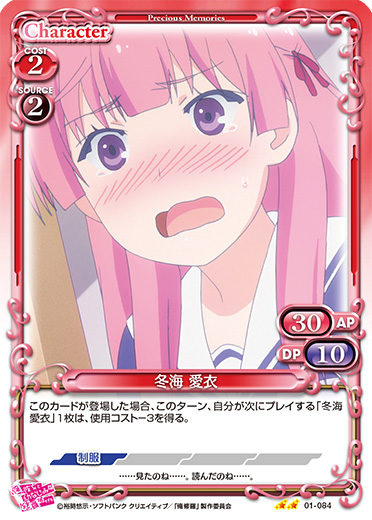 Precious Memories
Character
COST
2
SOURCE
2
30 AP
DP 10
冬海 愛衣
このカードが登場した場合、このターン、自分が次にプレイする「冬海
愛衣」1枚は、使用コスト−3を得る。
制服
……見たのね……。読んだのね……。
©裕時悠示・ソフトバンク クリエイティブ/「俺修羅」製作委員会
01-084